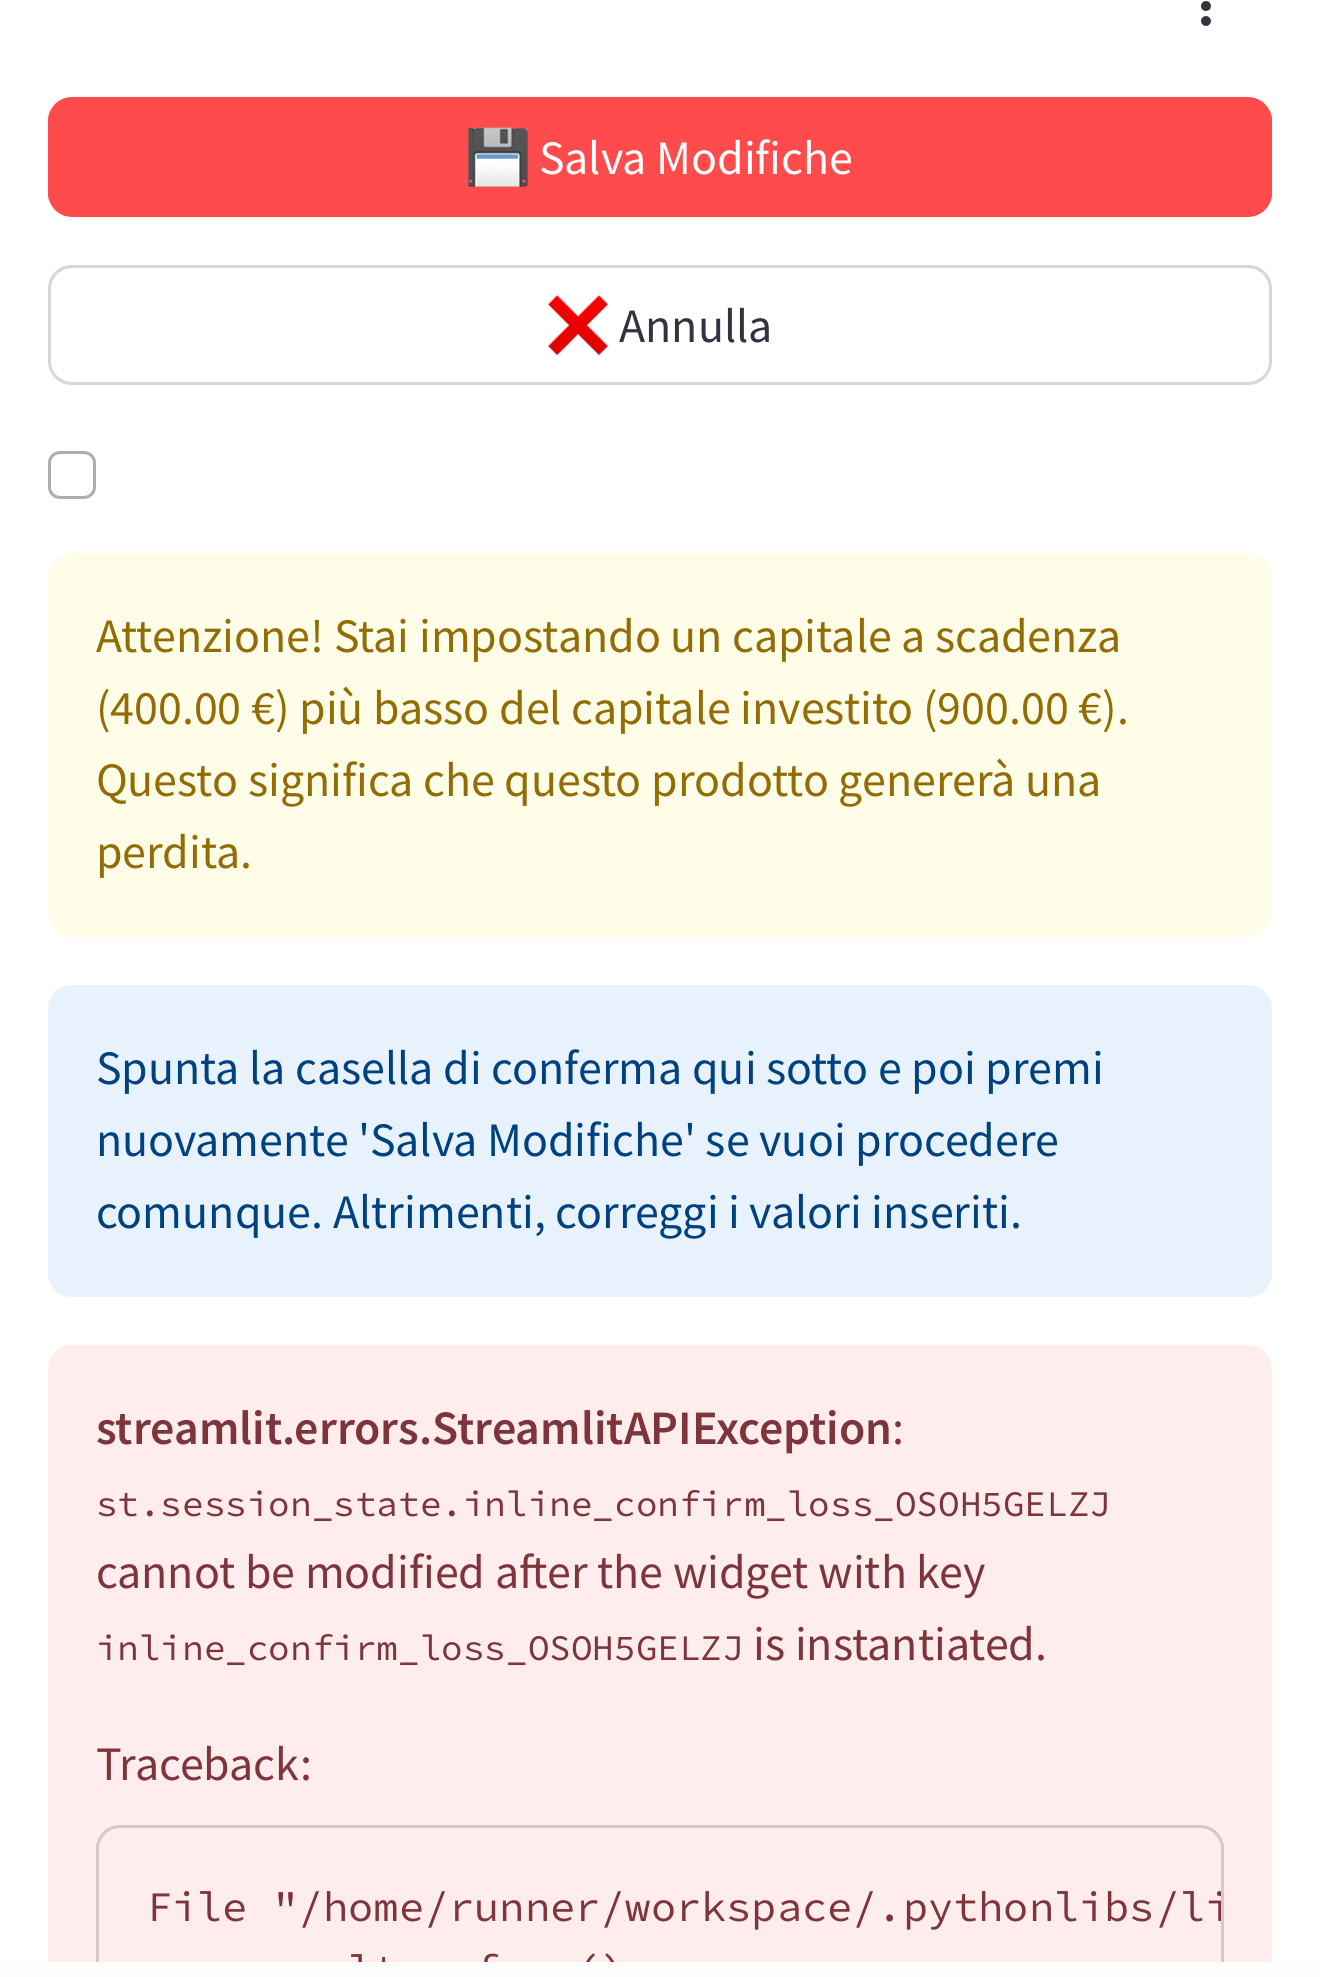 💾 Salva Modifiche
❌ Annulla
Attenzione! Stai impostando un capitale a scadenza
(400.00 €) più basso del capitale investito (900.00 €).
Questo significa che questo prodotto genererà una
perdita.
Spunta la casella di conferma qui sotto e poi premi
nuovamente 'Salva Modifiche' se vuoi procedere
comunque. Altrimenti, correggi i valori inseriti.
streamlit.errors.StreamlitAPIException:
st.session_state.inline_confirm_loss_OSOH5GELZJ
cannot be modified after the widget with key
inline_confirm_loss_OSOH5GELZJ is instantiated.
Traceback:
File "/home/runner/workspace/.pythonlibs/li